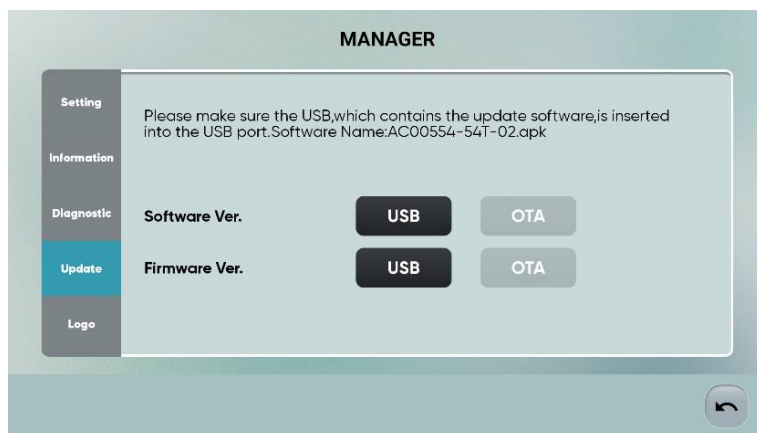 MANAGER
Setting
Information
Diagnostic
Update
Logo
Please make sure the USB,which contains the update software,is inserted
into the USB port.Software Name:AC00554-54T-02.apk
Software Ver.
USB
OTA
Firmware Ver.
USB
OTA